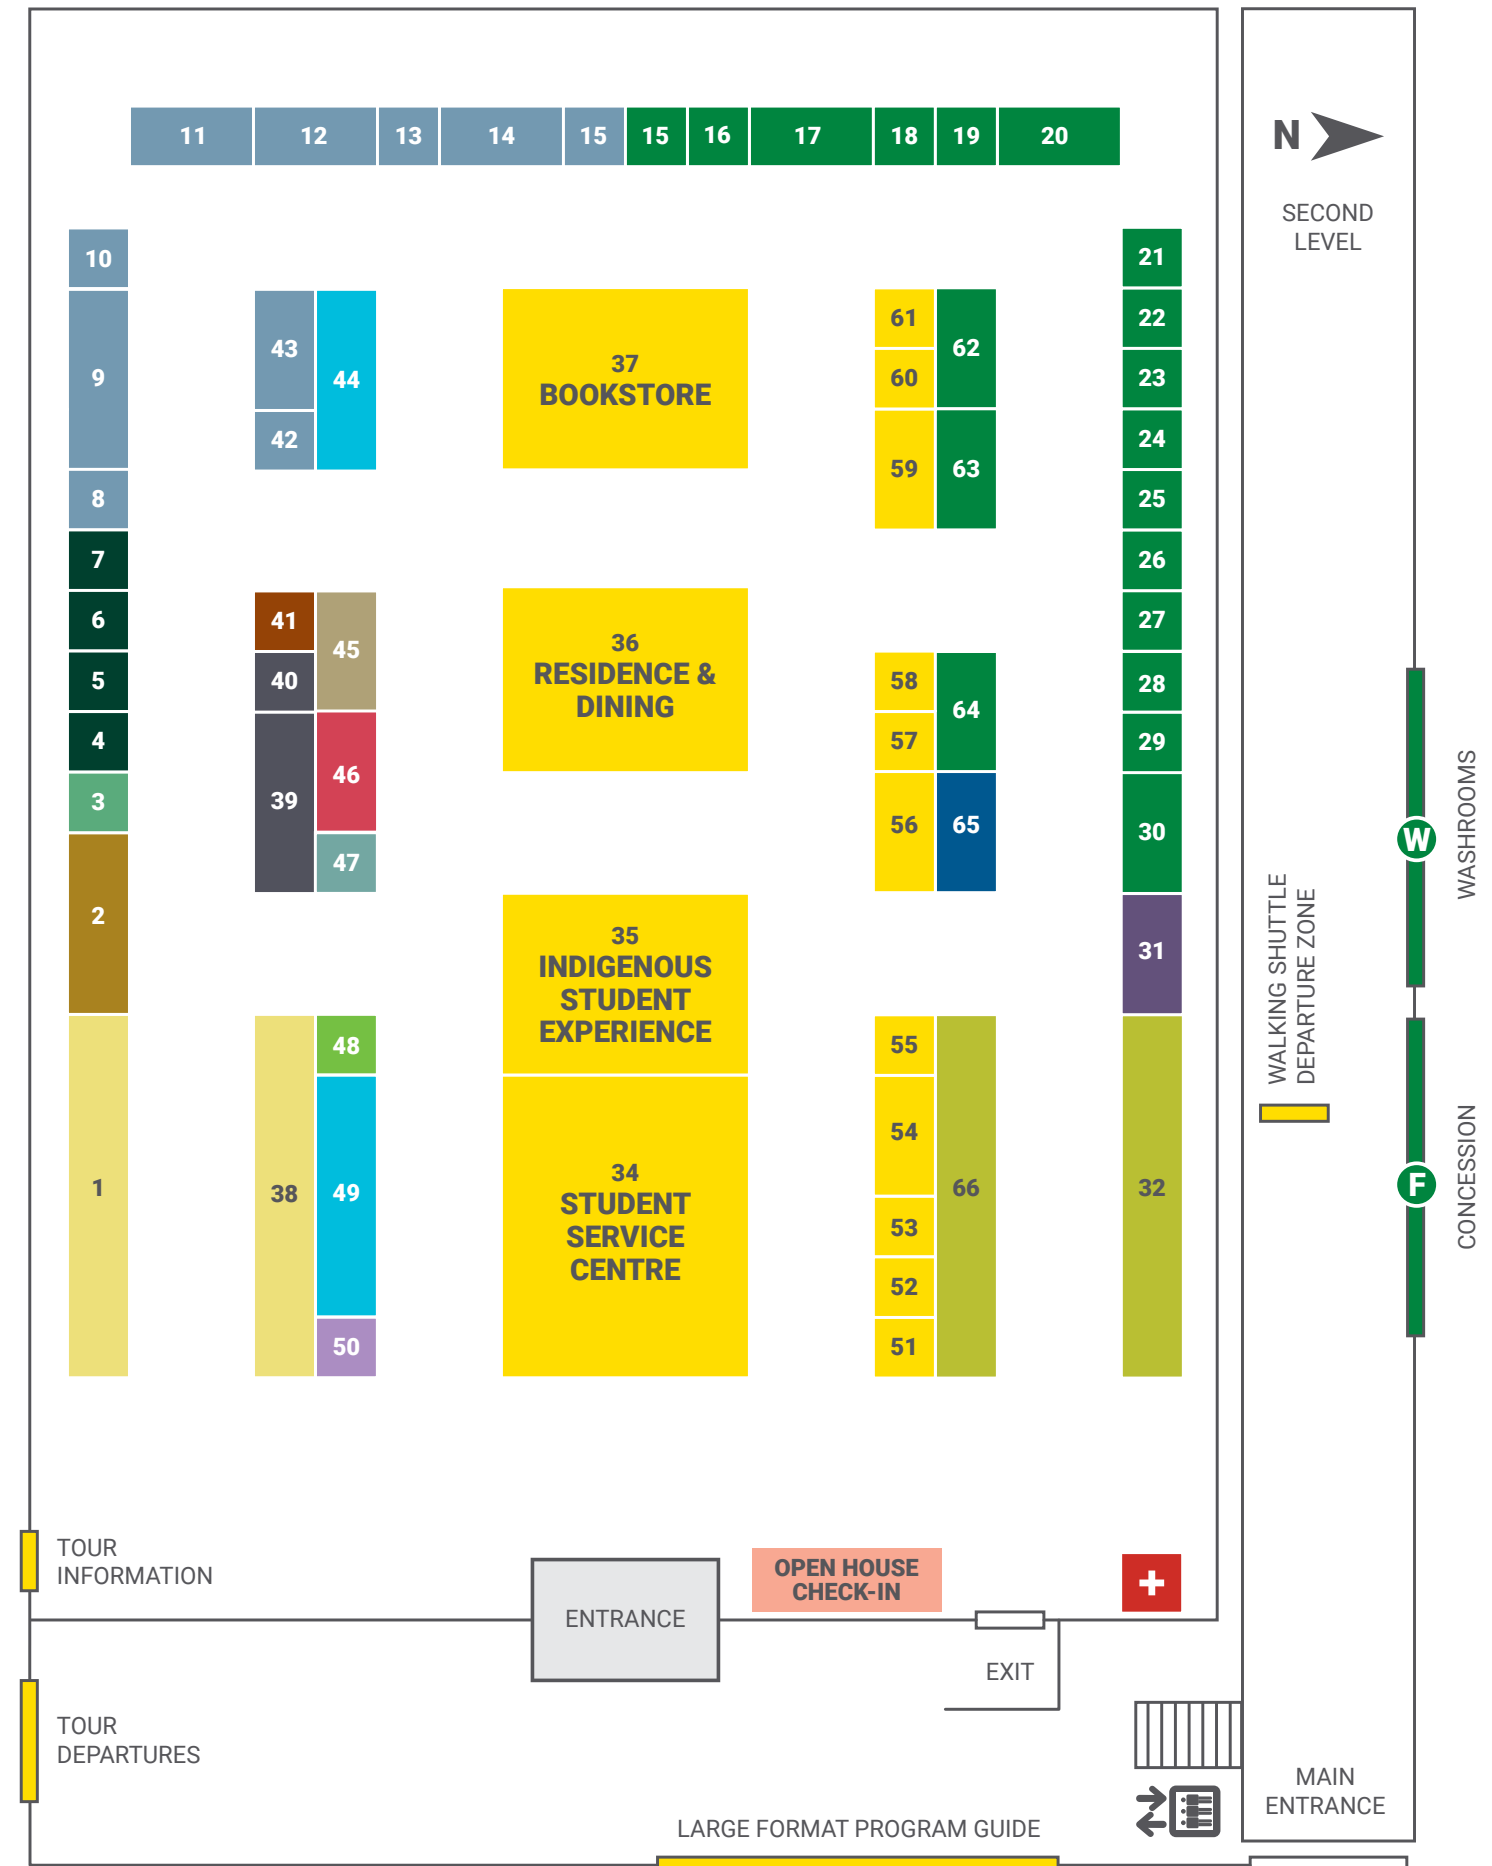 11 12 13 14 15 15 16 17 18 19 20
N
SECOND
LEVEL
10
9
8
7
6
5
4
3
2
1
43
42
44
41
40
39
45
46
47
38
48
49
50
37
BOOKSTORE
36
RESIDENCE &
DINING
35
INDIGENOUS
STUDENT
EXPERIENCE
34
STUDENT
SERVICE
CENTRE
61
60
59
62
63
58
57
56
64
65
55
54
53
52
51
66
21
22
23
24
25
26
27
28
29
30
31
32
WALKING SHUTTLE
DEPARTURE ZONE
W
WASHROOMS
F
CONCESSION
TOUR
INFORMATION
ENTRANCE
OPEN HOUSE
CHECK-IN
EXIT
TOUR
DEPARTURES
MAIN
ENTRANCE
LARGE FORMAT PROGRAM GUIDE